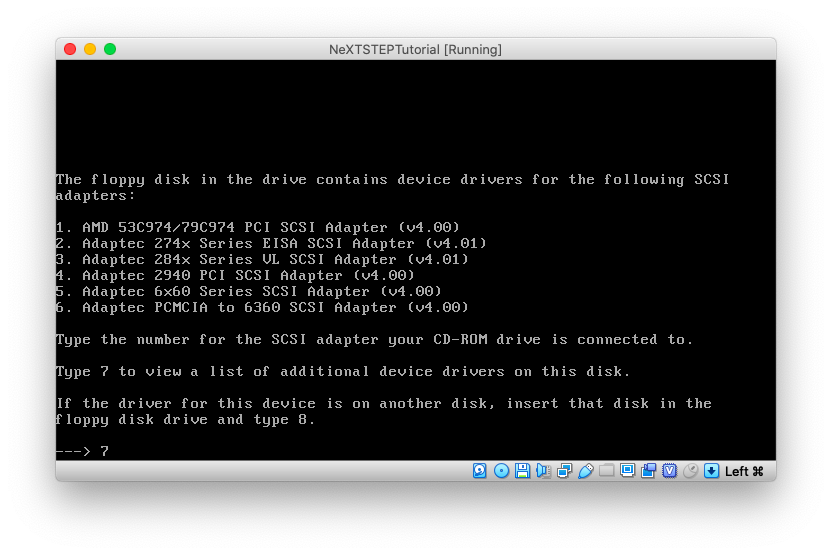 NeXTSTEPTutorial [Running]
The floppy disk in the drive contains device drivers for the following SCSI
adapters:
1. AMD 53C974/79C974 PCI SCSI Adapter (v4.00)
2. Adaptec 274x Series EISA SCSI Adapter (v4.01)
3. Adaptec 284x Series VL SCSI Adapter (v4.01)
4. Adaptec 2940 PCI SCSI Adapter (v4.00)
5. Adaptec 6x60 Series SCSI Adapter (v4.00)
6. Adaptec PCMCIA to 6360 SCSI Adapter (v4.00)
Type the number for the SCSI adapter your CD-ROM drive is connected to.
Type 7 to view a list of additional device drivers on this disk.
If the driver for this device is on another disk, insert that disk in the
floppy disk drive and type 8.
---> 7
Left ⌘